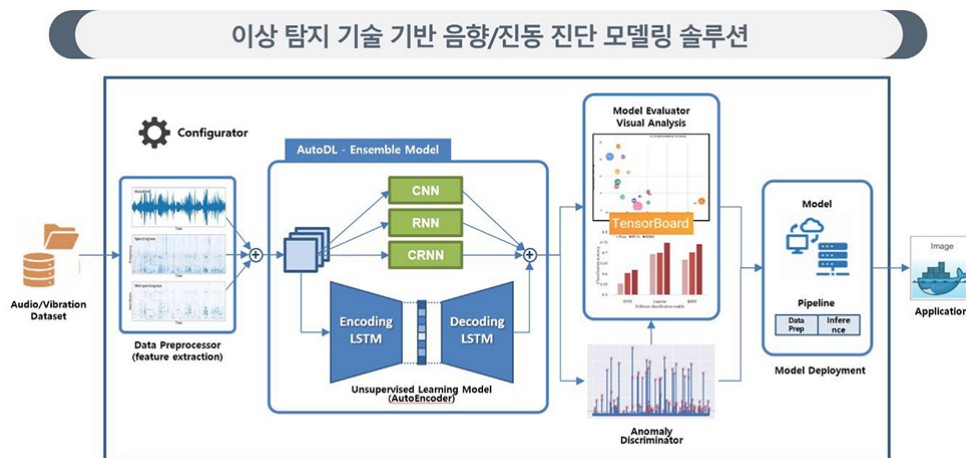 이상 탐지 기술 기반 음향/진동 진단 모델링 솔루션
Configurator
Audio/Vibration
Dataset
Data Preprocessor
(feature extraction)
AutoDL - Ensemble Model
CNN
RNN
CRNN
Encoding
LSTM
Decoding
LSTM
Unsupervised Learning Model
(AutoEncoder)
Model Evaluator
Visual Analysis
TensorBoard
Anomaly
Discriminator
Model
Pipeline
Data
Prep
Infere
nce
Model Deployment
Image
Application